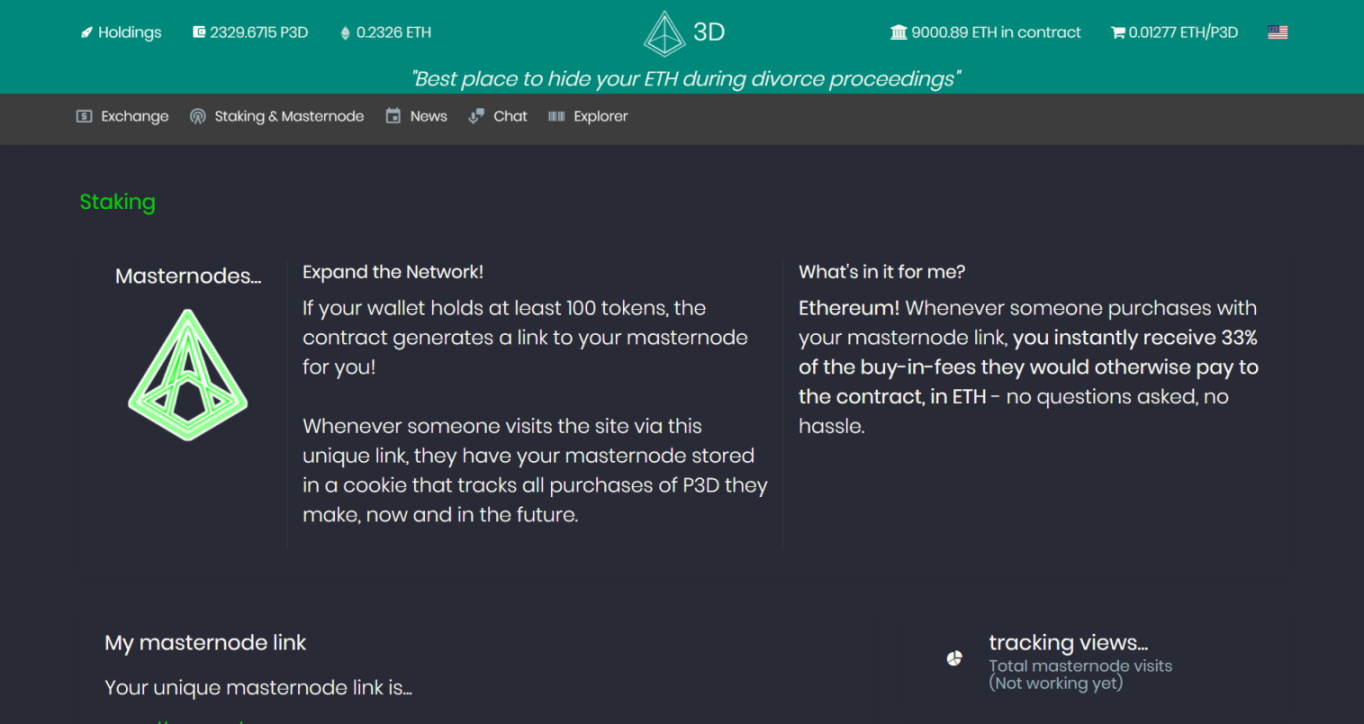 Holdings 2329.6715 P3D 0.2326 ETH 3D 9000.89 ETH in contract 0.01277 ETH/P3D
"Best place to hide your ETH during divorce proceedings"
Exchange Staking & Masternode News Chat Explorer
Staking
Masternodes...
Expand the Network!
If your wallet holds at least 100 tokens, the
contract generates a link to your masternode
for you!
Whenever someone visits the site via this
unique link, they have your masternode stored
in a cookie that tracks all purchases of P3D they
make, now and in the future.
What's in it for me?
Ethereum! Whenever someone purchases with
your masternode link, you instantly receive 33%
of the buy-in-fees they would otherwise pay to
the contract, in ETH - no questions asked, no
hassle.
My masternode link
Your unique masternode link is...
tracking views...
Total masternode visits
(Not working yet)